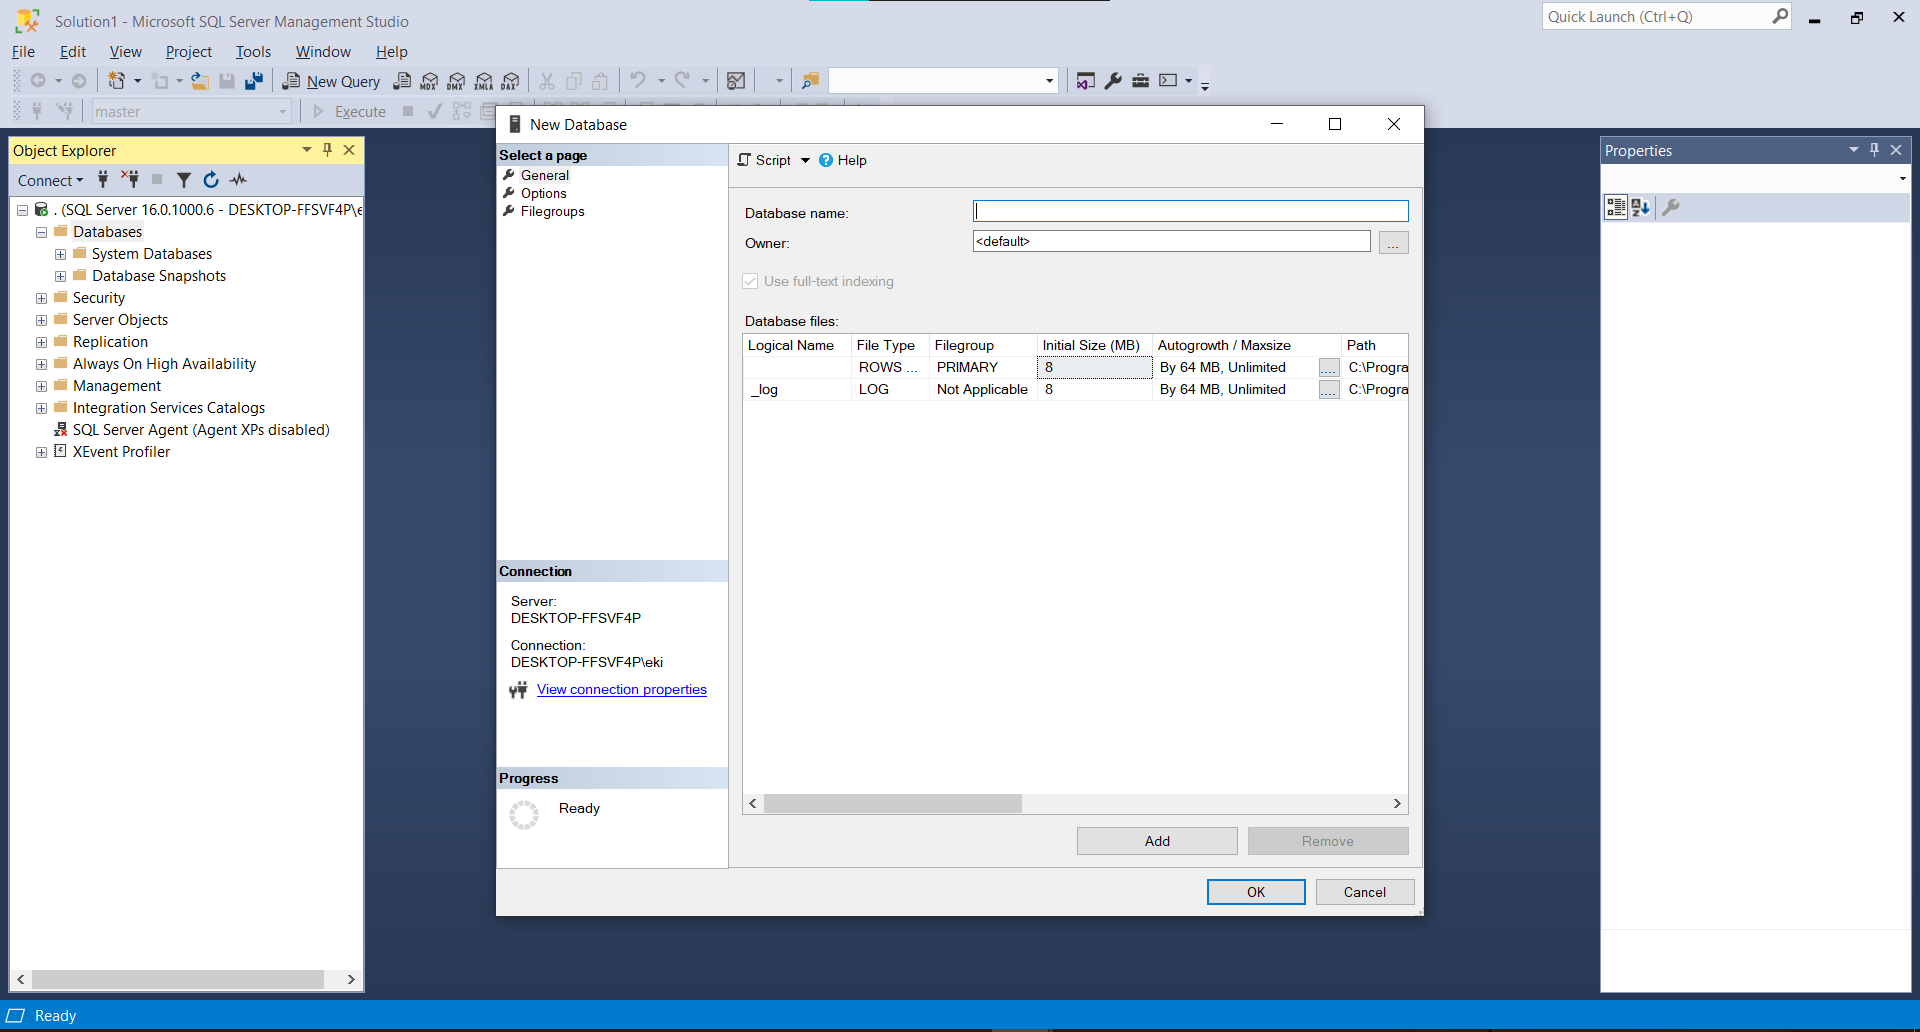 Solution1 - Microsoft SQL Server Management Studio
Quick Launch (Ctrl+Q)
File Edit View Project Tools Window Help
New Query MDX DMX XMLA DAX
master Execute
Object Explorer
Connect
. (SQL Server 16.0.1000.6 - DESKTOP-FFSVF4P\e
Databases
System Databases
Database Snapshots
Security
Server Objects
Replication
Always On High Availability
Management
Integration Services Catalogs
SQL Server Agent (Agent XPs disabled)
XEvent Profiler
New Database
Select a page
General
Options
Filegroups
Connection
Server:
DESKTOP-FFSVF4P
Connection:
DESKTOP-FFSVF4P\eki
View connection properties
Progress
Ready
Script Help
Database name:
Owner: <default> ...
Use full-text indexing
Database files:
Logical Name File Type Filegroup Initial Size (MB) Autogrowth / Maxsize Path
ROWS ... PRIMARY 8 By 64 MB, Unlimited .... C:\Progra
_log LOG Not Applicable 8 By 64 MB, Unlimited .... C:\Progra
Add Remove
OK Cancel
Properties
Ready